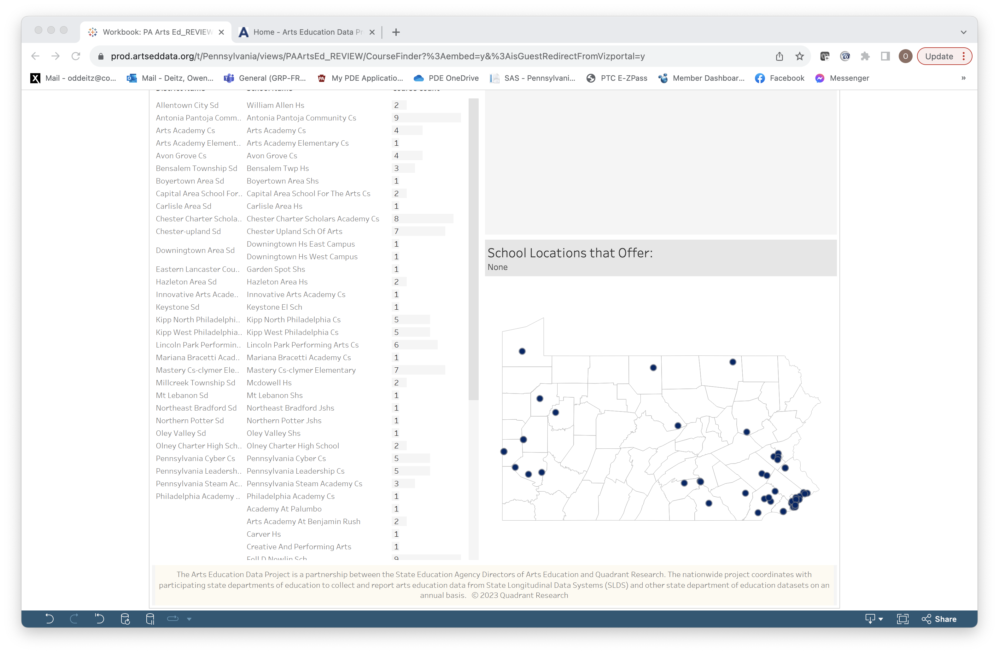 Workbook: PA Arts Ed_REVIEW
Home - Arts Education Data Pr
prod.artseddata.org/t/Pennsylvania/views/PAArtsEd_REVIEW/CourseFinder?%3Aembed=y&%3AisGuestRedirectFromVizportal=y
O
Update
Mail - oddeitz@co...
Mail - Deitz, Owen...
General (GRP-FR...
My PDE Applicatio...
PDE OneDrive
SAS - Pennsylvani...
PTC E-ZPass
Member Dashboar...
Facebook
Messenger
»
District Name School Name Course Count
Allentown City Sd William Allen Hs 2
Antonia Pantoja Comm.. Antonia Pantoja Community Cs 9
Arts Academy Cs Arts Academy Cs 4
Arts Academy Element.. Arts Academy Elementary Cs 1
Avon Grove Cs Avon Grove Cs 4
Bensalem Township Sd Bensalem Twp Hs 3
Boyertown Area Sd Boyertown Area Shs 1
Capital Area School For.. Capital Area School For The Arts Cs 2
Carlisle Area Sd Carlisle Area Hs 1
Chester Charter Schola.. Chester Charter Scholars Academy Cs 8
Chester-upland Sd Chester Upland Sch Of Arts 7
Downingtown Area Sd Downingtown Hs East Campus 1
Downingtown Hs West Campus 1
Eastern Lancaster Cou.. Garden Spot Shs 1
Hazleton Area Sd Hazleton Area Hs 2
Innovative Arts Acade.. Innovative Arts Academy Cs 1
Keystone Sd Keystone El Sch 1
Kipp North Philadelphi.. Kipp North Philadelphia Cs 5
Kipp West Philadelphia.. Kipp West Philadelphia Cs 5
Lincoln Park Performin.. Lincoln Park Performing Arts Cs 6
Mariana Bracetti Acad.. Mariana Bracetti Academy Cs 1
Mastery Cs-clymer Ele.. Mastery Cs-clymer Elementary 7
Millcreek Township Sd Mcdowell Hs 2
Mt Lebanon Sd Mt Lebanon Shs 1
Northeast Bradford Sd Northeast Bradford Jshs 1
Northern Potter Sd Northern Potter Jshs 1
Oley Valley Sd Oley Valley Shs 1
Olney Charter High Sch.. Olney Charter High School 2
Pennsylvania Cyber Cs Pennsylvania Cyber Cs 5
Pennsylvania Leadersh.. Pennsylvania Leadership Cs 5
Pennsylvania Steam Ac.. Pennsylvania Steam Academy Cs 3
Philadelphia Academy .. Philadelphia Academy Cs 1
Academy At Palumbo 1
Arts Academy At Benjamin Rush 2
Carver Hs 1
Creative And Performing Arts 1
Fell D Newlin Sch 9
School Locations that Offer:
None
The Arts Education Data Project is a partnership between the State Education Agency Directors of Arts Education and Quadrant Research. The nationwide project coordinates with
participating state departments of education to collect and report arts education data from State Longitudinal Data Systems (SLDS) and other state department of education datasets on an
annual basis. © 2023 Quadrant Research
Share